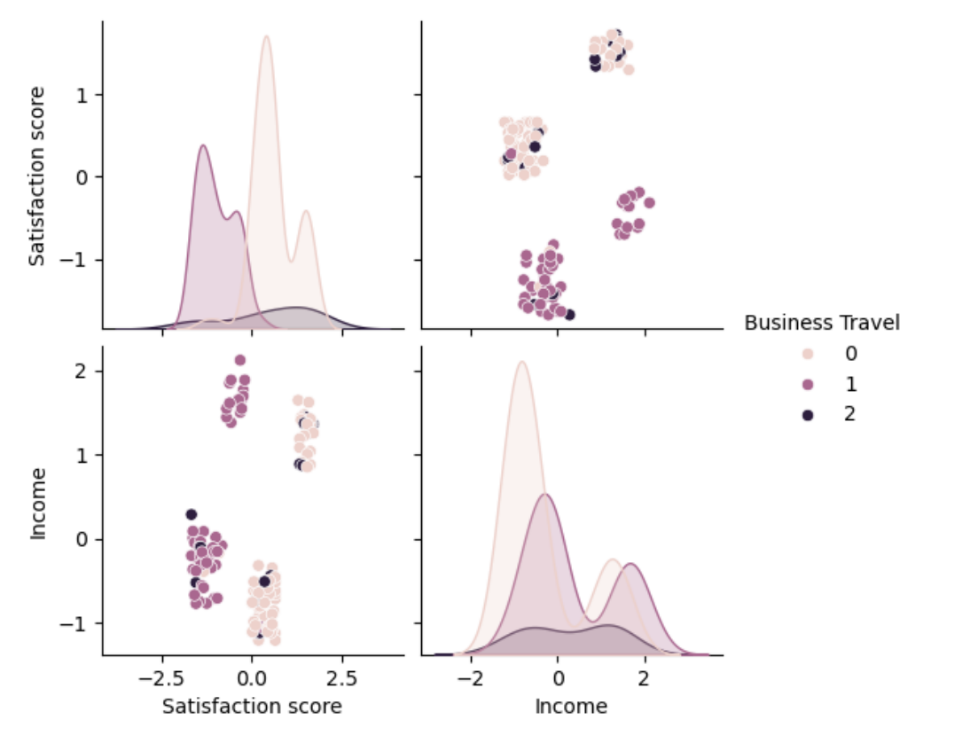 Satisfaction score
1
0
−1
Income
2
1
0
−1
−2.5 0.0 2.5
Satisfaction score
−2 0 2
Income
Business Travel
0
1
2